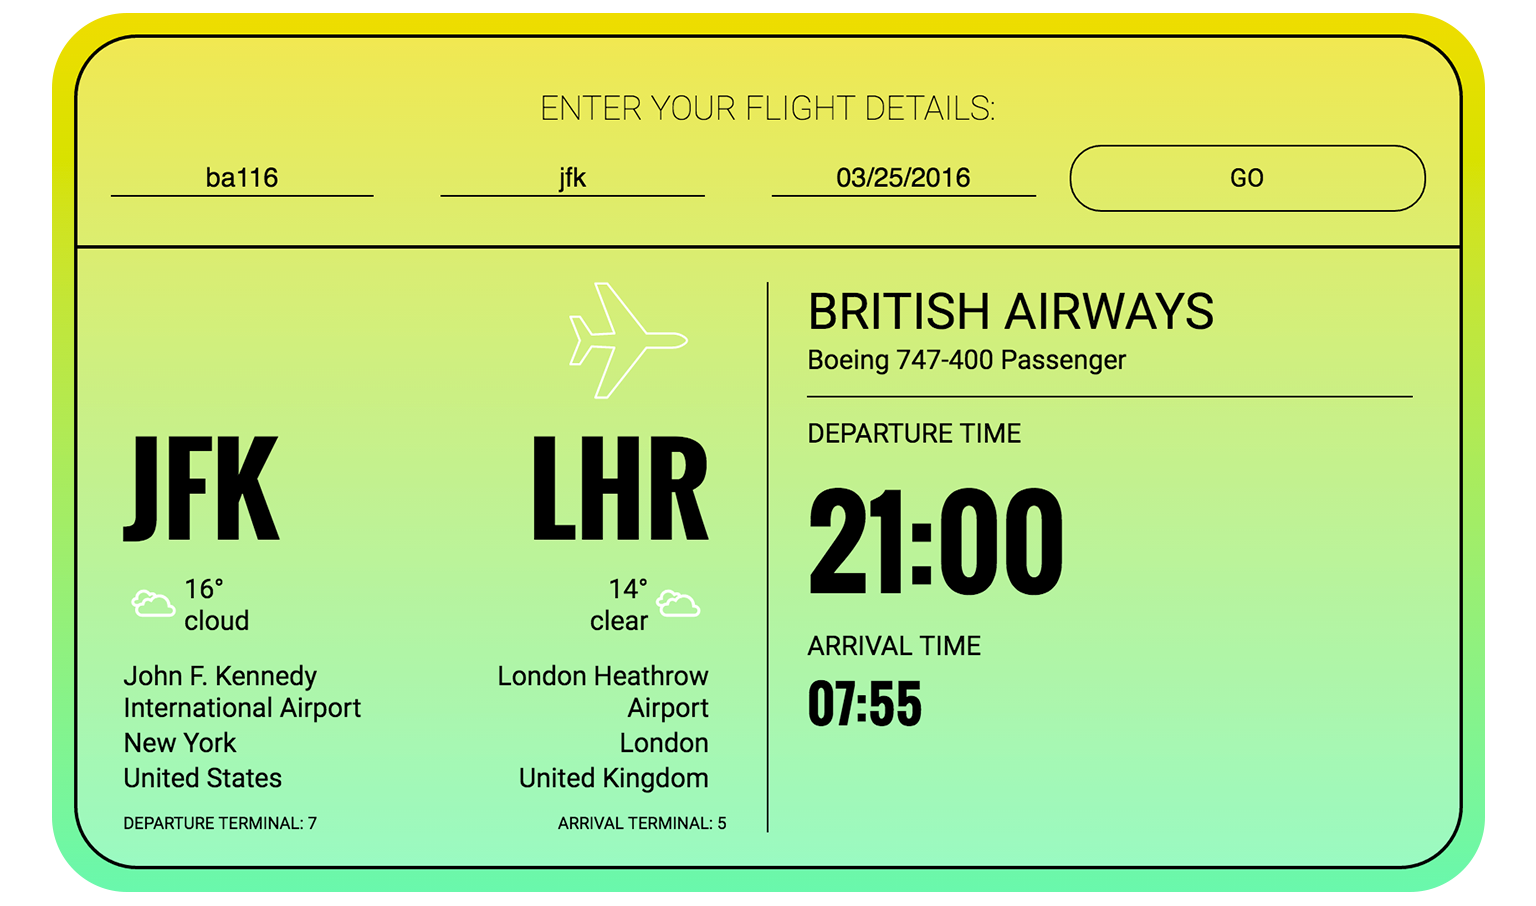 ENTER YOUR FLIGHT DETAILS:
ba116
jfk
03/25/2016
GO
JFK
16°
cloud
John F. Kennedy
International Airport
New York
United States
DEPARTURE TERMINAL: 7
LHR
14°
clear
London Heathrow
Airport
London
United Kingdom
ARRIVAL TERMINAL: 5
BRITISH AIRWAYS
Boeing 747-400 Passenger
DEPARTURE TIME
21:00
ARRIVAL TIME
07:55